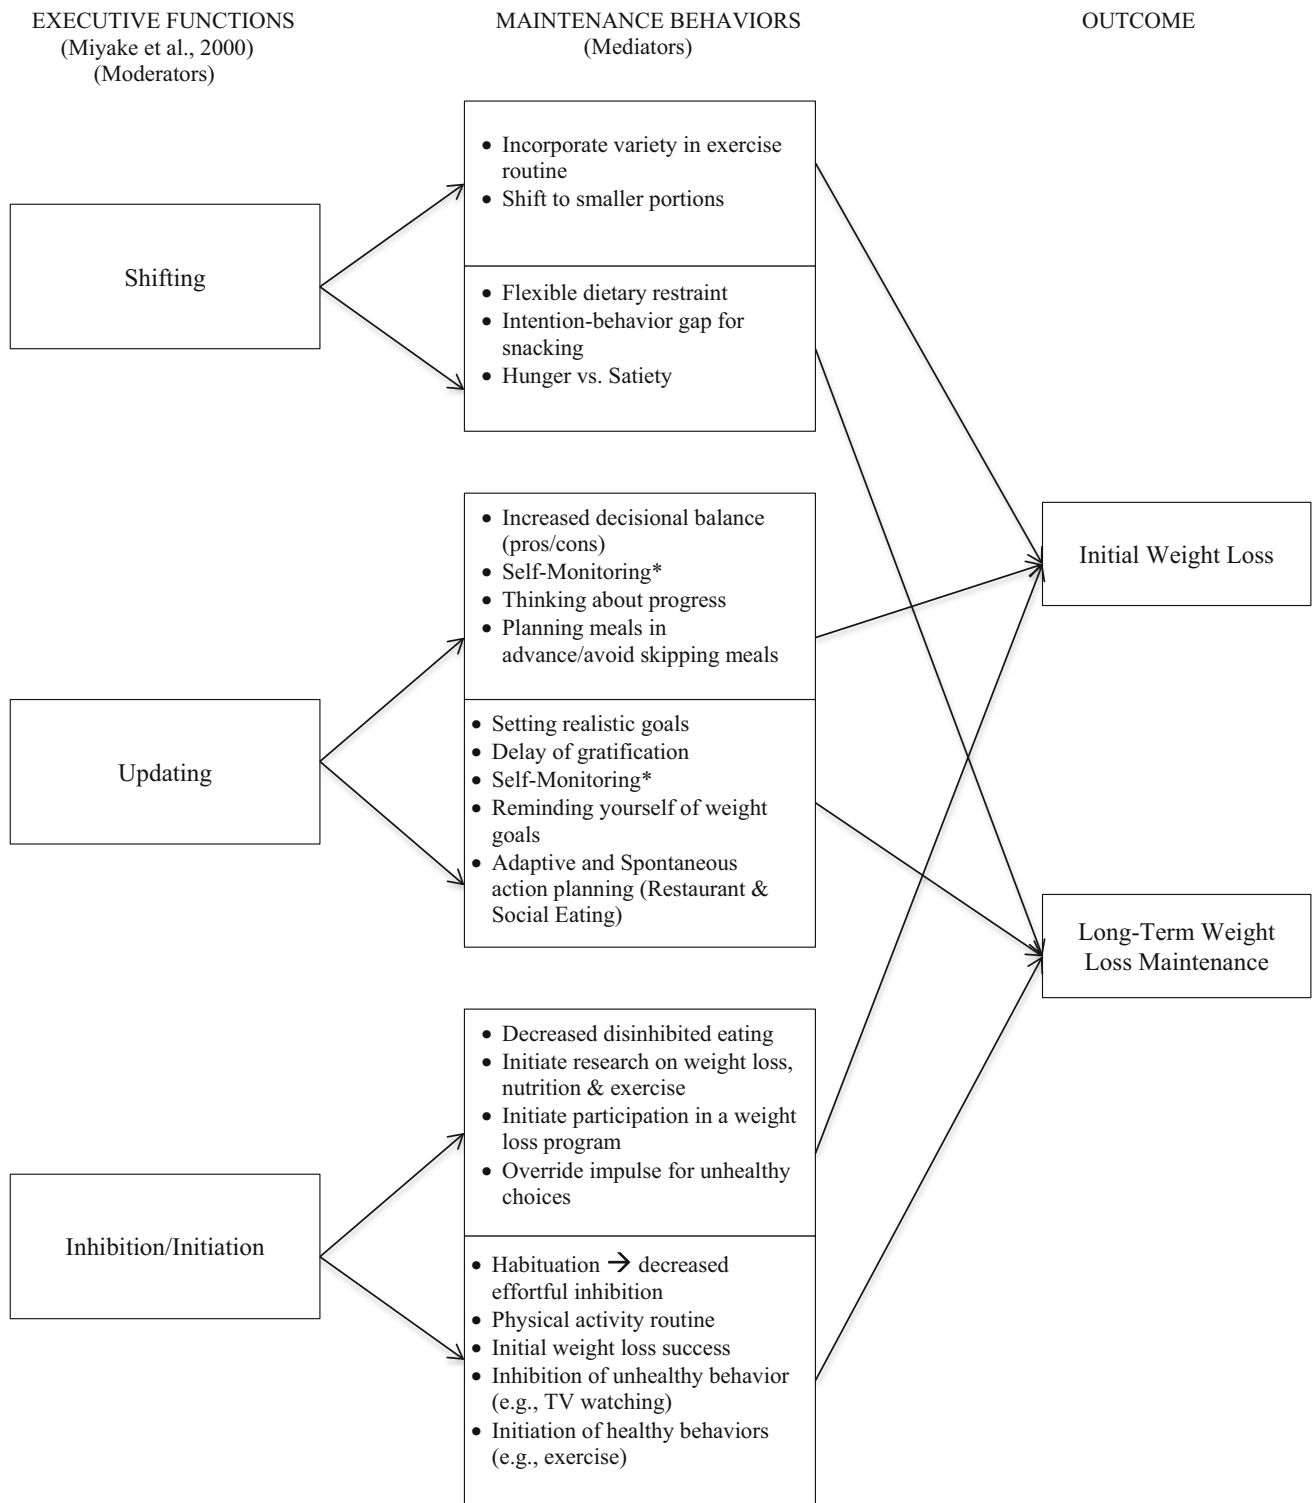 EXECUTIVE FUNCTIONS
(Miyake et al., 2000)
(Moderators)
MAINTENANCE BEHAVIORS
(Mediators)
OUTCOME
Shifting
• Incorporate variety in exercise
routine
• Shift to smaller portions
• Flexible dietary restraint
• Intention-behavior gap for
snacking
• Hunger vs. Satiety
Updating
• Increased decisional balance
(pros/cons)
• Self-Monitoring*
• Thinking about progress
• Planning meals in
advance/avoid skipping meals
• Setting realistic goals
• Delay of gratification
• Self-Monitoring*
• Reminding yourself of weight
goals
• Adaptive and Spontaneous
action planning (Restaurant &
Social Eating)
Inhibition/Initiation
• Decreased disinhibited eating
• Initiate research on weight loss,
nutrition & exercise
• Initiate participation in a weight
loss program
• Override impulse for unhealthy
choices
• Habituation → decreased
effortful inhibition
• Physical activity routine
• Initial weight loss success
• Inhibition of unhealthy behavior
(e.g., TV watching)
• Initiation of healthy behaviors
(e.g., exercise)
Initial Weight Loss
Long-Term Weight
Loss Maintenance